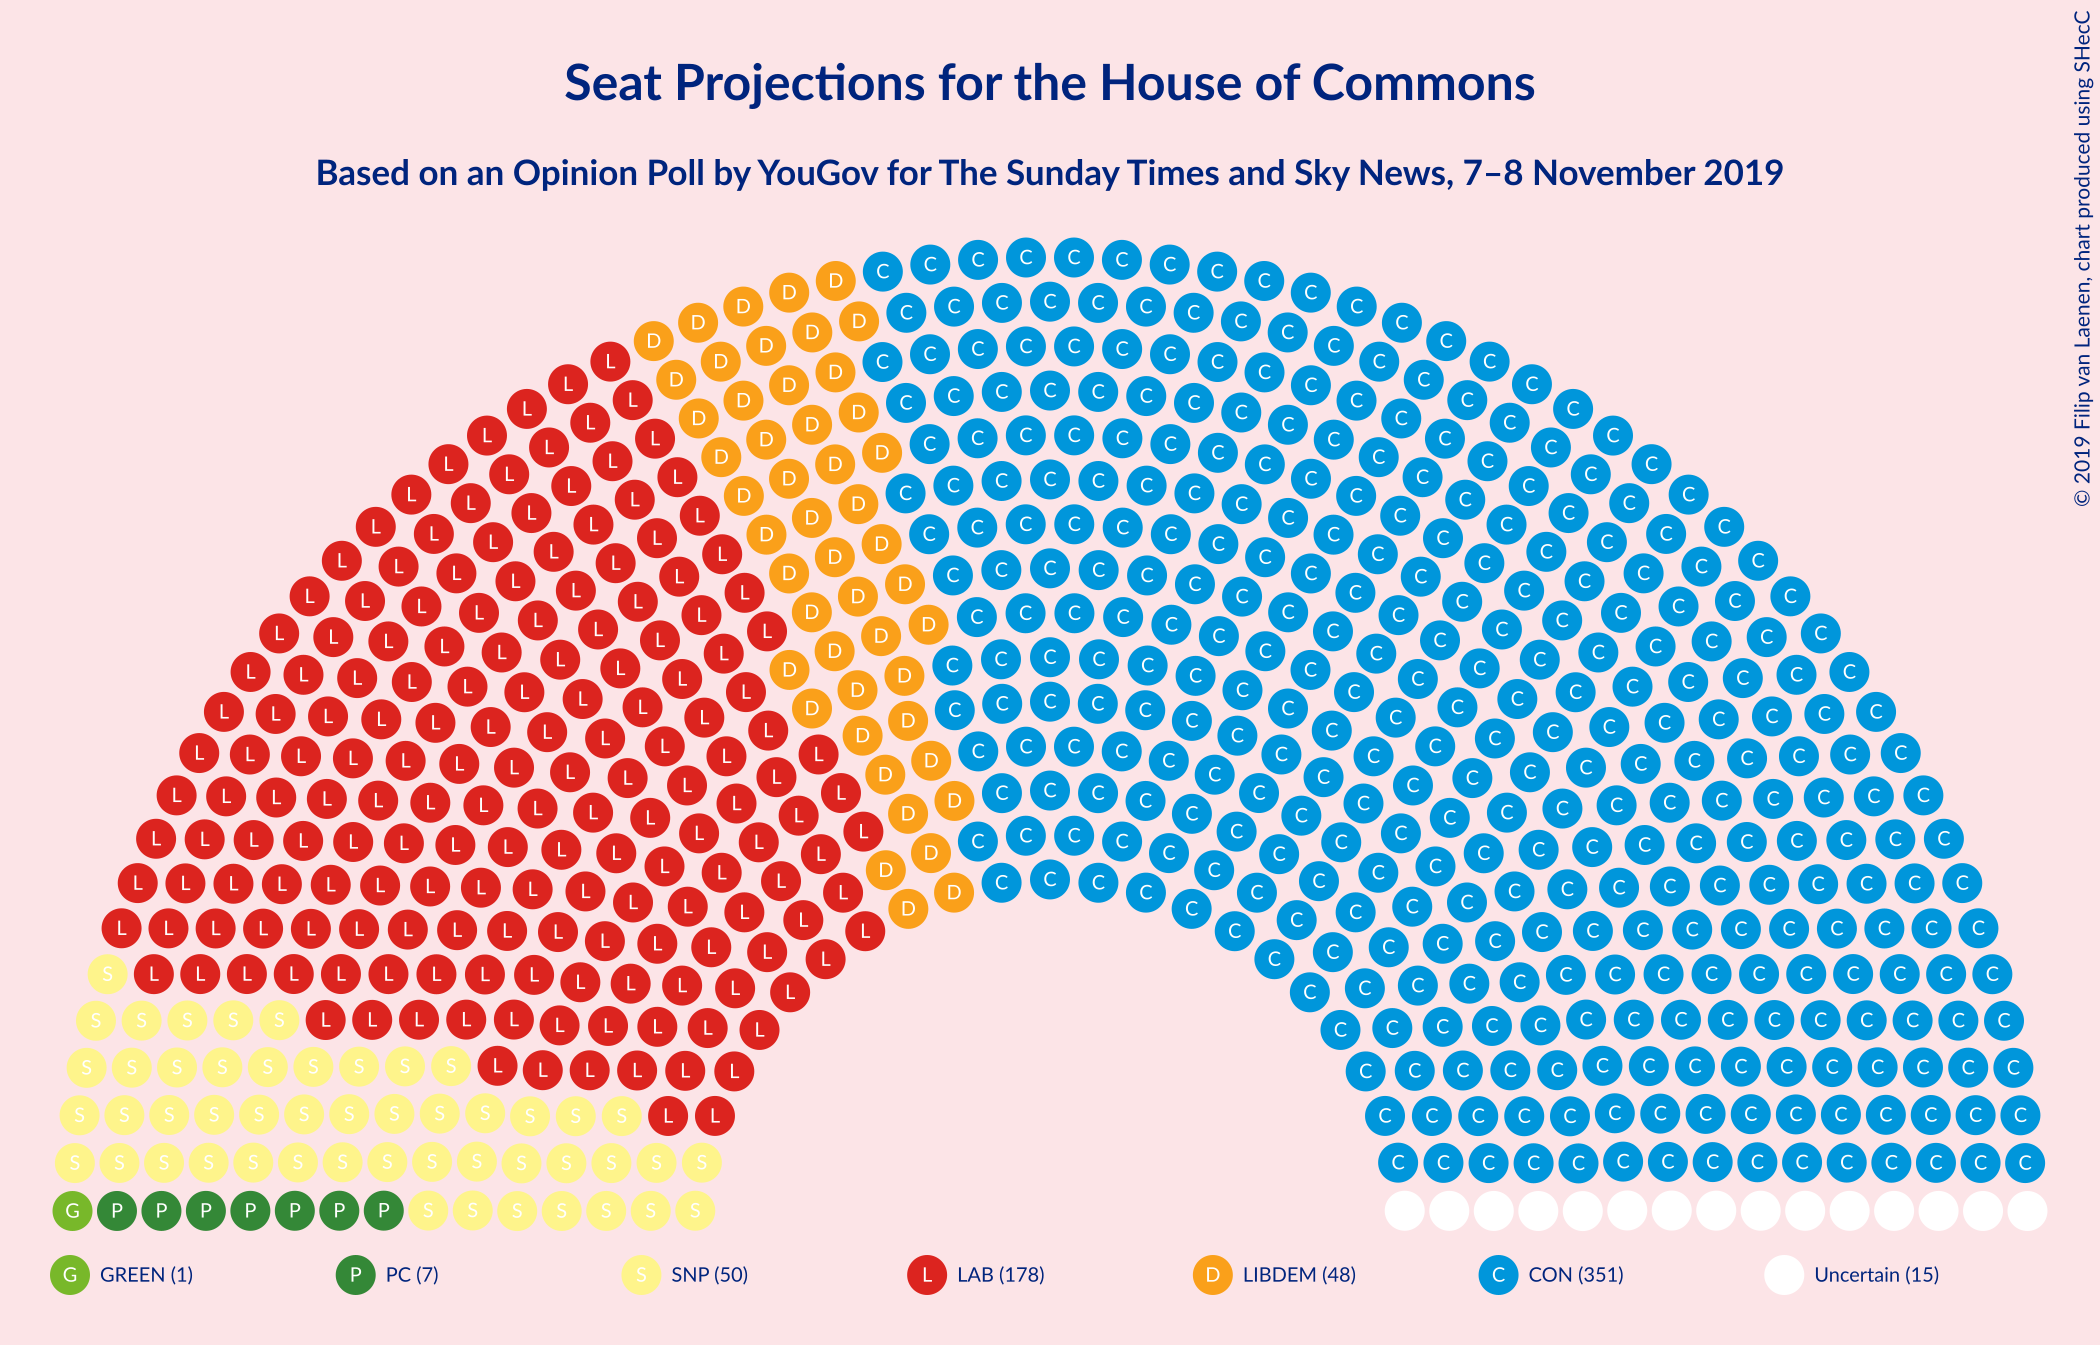 Seat Projections for the House of Commons
Based on an Opinion Poll by YouGov for The Sunday Times and Sky News, 7–8 November 2019
© 2019 Filip van Laenen, chart produced using SHecC
G GREEN (1) P PC (7) S SNP (50) L LAB (178) D LIBDEM (48) C CON (351) Uncertain (15)